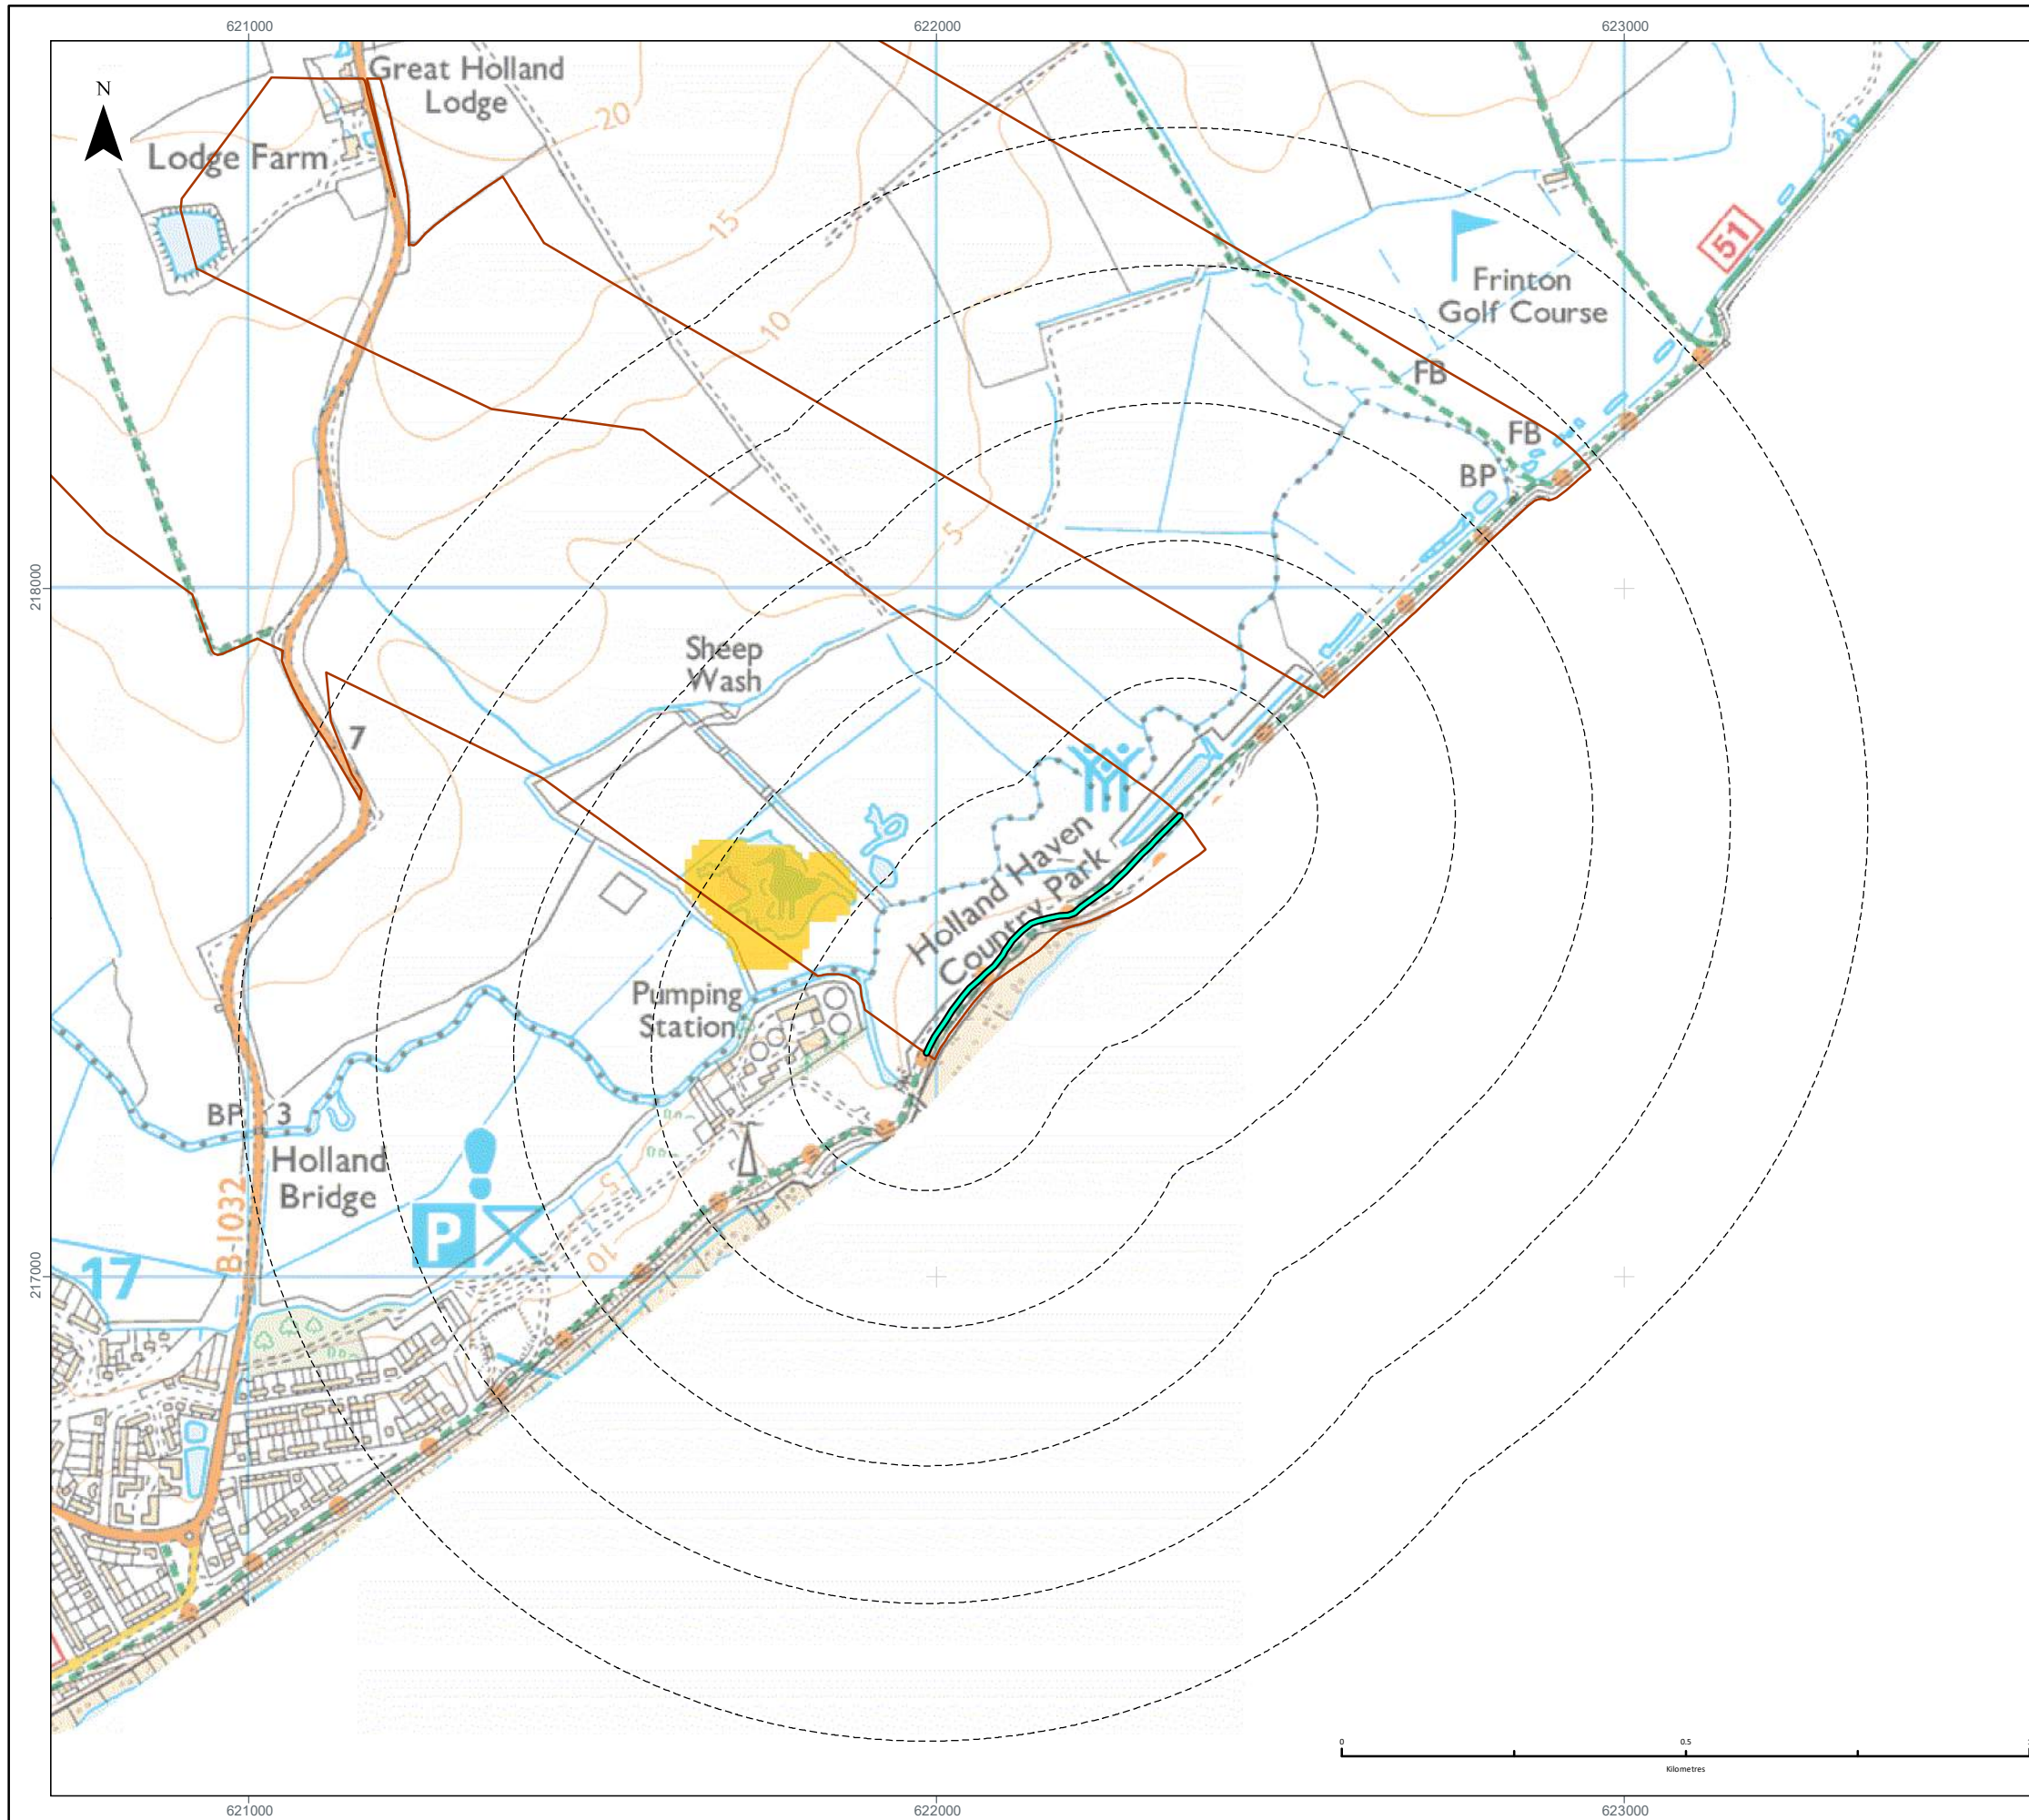 621000
622000
623000
N
Great Holland
Lodge
20
Lodge Farm
15
51
Frinton
Golf Course
10
FB
FB
BP
5
218000
Sheep
Wash
7
Holland Haven
Country Park
Pumping
Station
BP
3
Holland
Bridge
B 1032
P
5
10
17
217000
0
0.5
Kilometres
621000
622000
623000